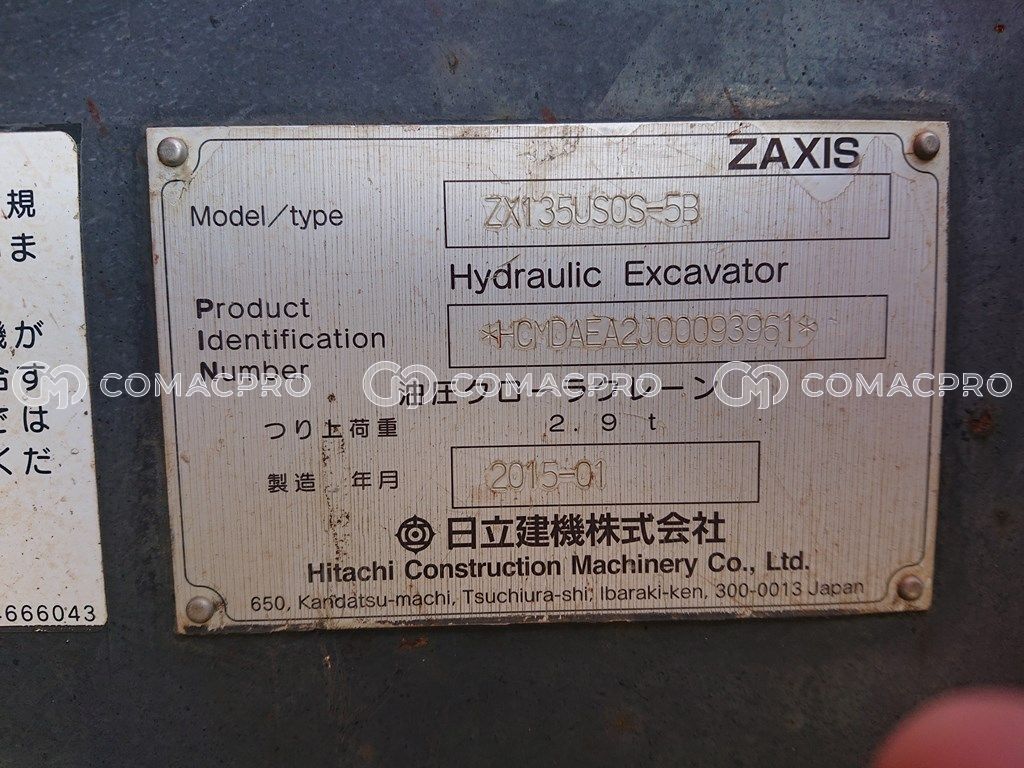 ZAXIS
Model/type ZX135USOS-5B
Hydraulic Excavator
Product
Identification *HCMDAEA2J00093961*
Number
油圧クローラクレーン
つり上荷重 2.9 t
製造 年月 2015-01
日立建機株式会社
Hitachi Construction Machinery Co., Ltd.
650, Kandatsu-machi, Tsuchiura-shi, Ibaraki-ken, 300-0013 Japan
規
ま
が
す
では
くだ
666043
COMACPRO COMACPRO COMACPRO